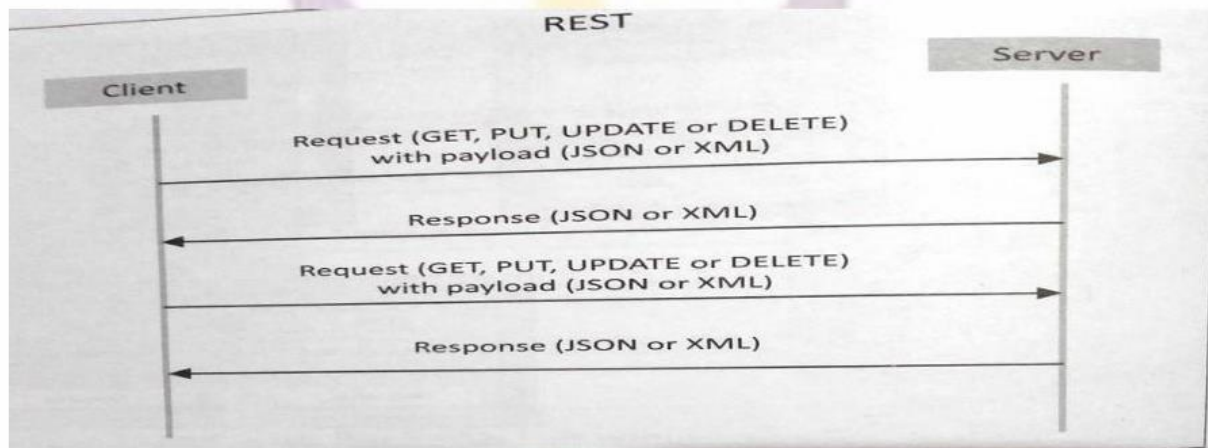 REST
Client
Server
Request (GET, PUT, UPDATE or DELETE)
with payload (JSON or XML)
Response (JSON or XML)
Request (GET, PUT, UPDATE or DELETE)
with payload (JSON or XML)
Response (JSON or XML)